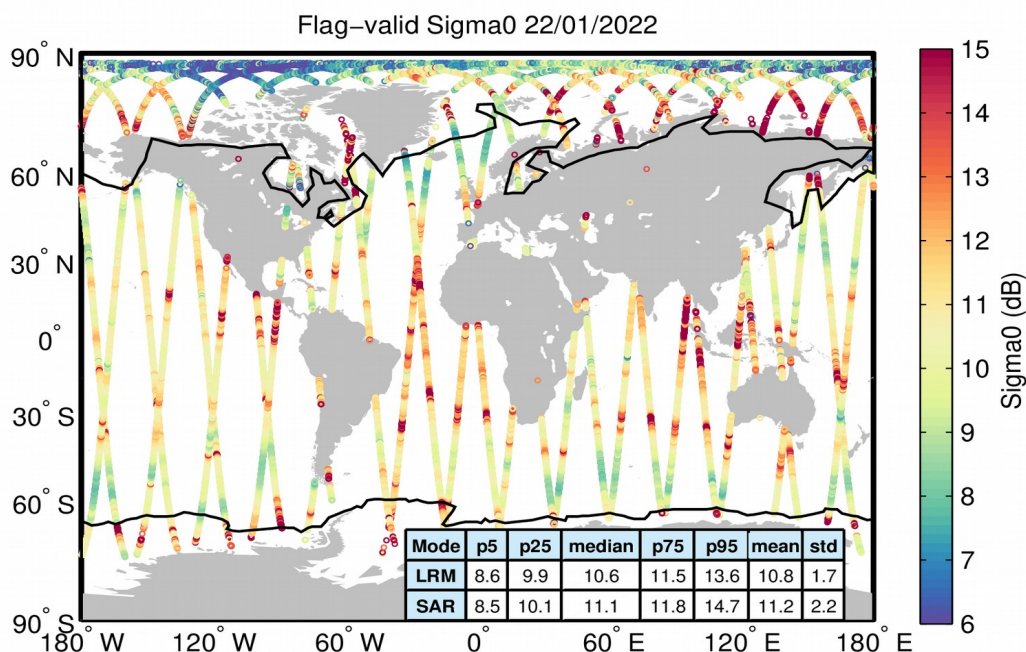 Flag−valid Sigma0 22/01/2022
90° N
60° N
30° N
0°
30° S
60° S
90° S
180° W
120° W
60° W
0°
60° E
120° E
180° E
Mode p5 p25 median p75 p95 mean std
LRM 8.6 9.9 10.6 11.5 13.6 10.8 1.7
SAR 8.5 10.1 11.1 11.8 14.7 11.2 2.2
15
14
13
12
11
10
9
8
7
6
Sigma0 (dB)